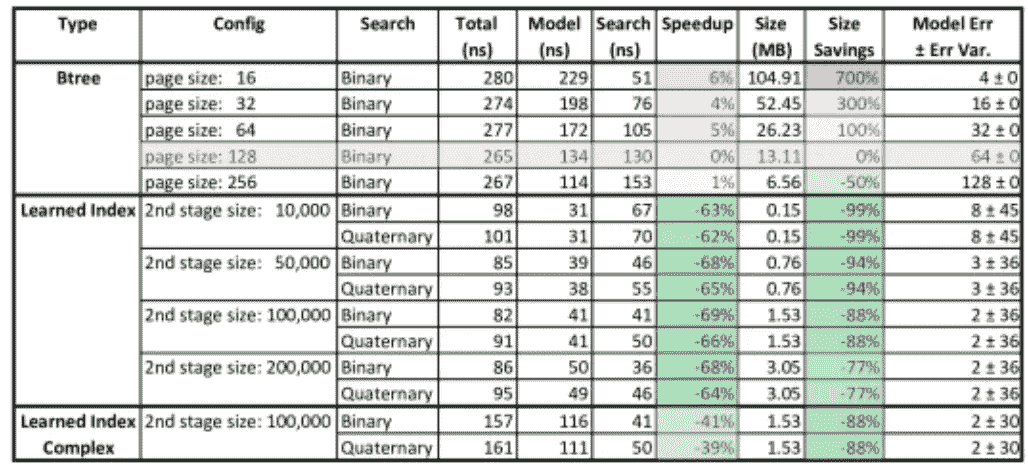 Type Config Search Total (ns) Model (ns) Search (ns) Speedup Size (MB) Size Savings Model Err ± Err Var.
Btree page size: 16 Binary 280 229 51 6% 104.91 700% 4 ± 0
page size: 32 Binary 274 198 76 4% 52.45 300% 16 ± 0
page size: 64 Binary 277 172 105 5% 26.23 100% 32 ± 0
page size: 128 Binary 265 134 130 0% 13.11 0% 64 ± 0
page size: 256 Binary 267 114 153 1% 6.56 -50% 128 ± 0
Learned Index 2nd stage size: 10,000 Binary 98 31 67 -63% 0.15 -99% 8 ± 45
Quaternary 101 31 70 -62% 0.15 -99% 8 ± 45
2nd stage size: 50,000 Binary 85 39 46 -68% 0.76 -94% 3 ± 36
Quaternary 93 38 55 -65% 0.76 -94% 3 ± 36
2nd stage size: 100,000 Binary 82 41 41 -69% 1.53 -88% 2 ± 36
Quaternary 91 41 50 -66% 1.53 -88% 2 ± 36
2nd stage size: 200,000 Binary 86 50 36 -68% 3.05 -77% 2 ± 36
Quaternary 95 49 46 -64% 3.05 -77% 2 ± 36
Learned Index 2nd stage size: 100,000 Binary 157 116 41 -41% 1.53 -88% 2 ± 30
Complex Quaternary 161 111 50 -39% 1.53 -88% 2 ± 30